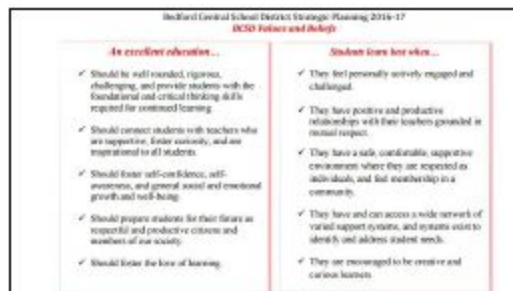 Bedford Central School District Strategic Planning 2016-17
BCSD Values and Beliefs
An excellent education...
✓ Should be well rounded, rigorous,
challenging, and provide students with the
foundational and critical thinking skills
required for continued learning
✓ Should connect students with teachers who
are supportive, foster curiosity, and are
inspirational to all students.
✓ Should foster self-confidence, self-
awareness, and general social and emotional
growth and well-being.
✓ Should prepare students for their future as
respectful and productive citizens and
members of our society.
✓ Should foster the love of learning
Students learn best when...
✓ They feel personally actively engaged and
challenged.
✓ They have positive and productive
relationships with their teachers grounded in
mutual respect.
✓ They have a safe, comfortable, supportive
environment where they are respected as
individuals, and feel membership in a
community.
✓ They have and can access a wide network of
varied support systems, and systems exist to
identify and address student needs.
✓ They are encouraged to be creative and
curious learners